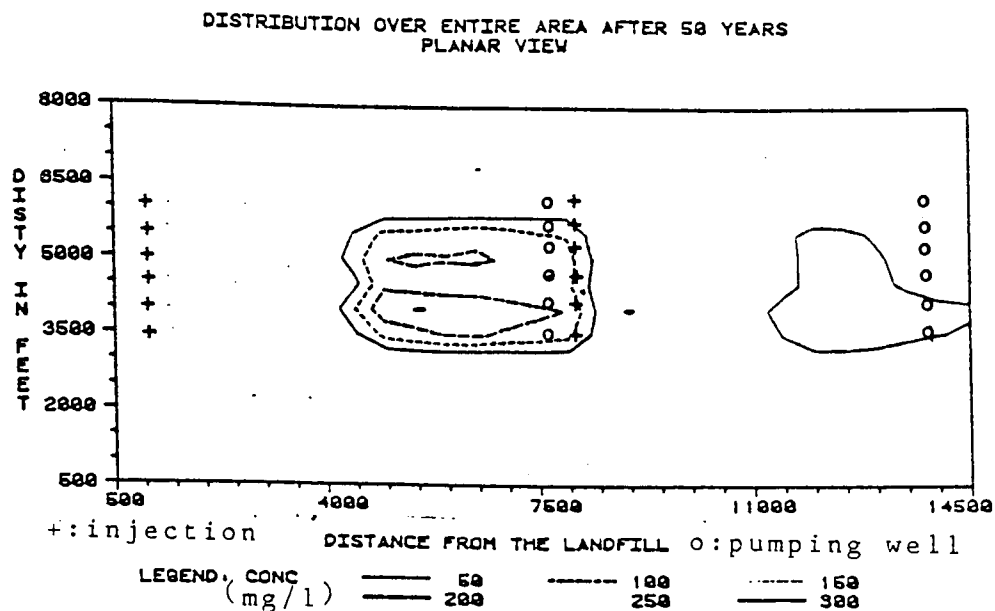 DISTRIBUTION OVER ENTIRE AREA AFTER 50 YEARS
PLANAR VIEW
8000
6500
5000
3500
2000
500
DISTY IN FEET
500 4000 7500 11000 14500
+:injection DISTANCE FROM THE LANDFILL o:pumping well
LEGEND: CONC 50 100 150
(mg/l) 200 250 300